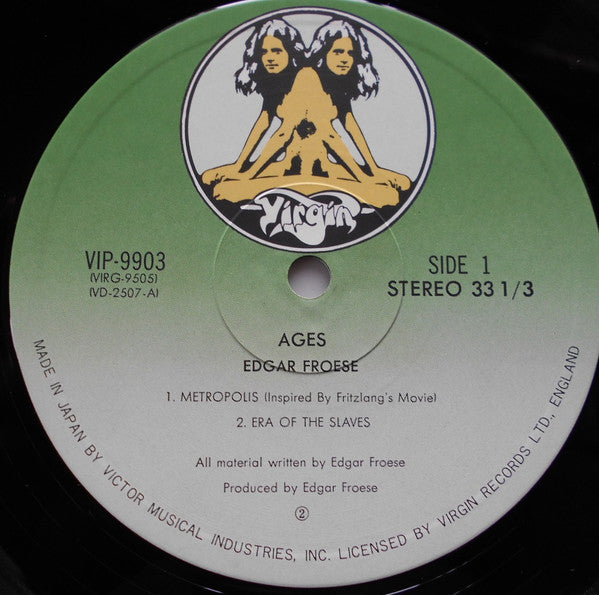 Virgin
VIP-9903
(VIRG-9505)
(VD-2507-A)
SIDE 1
STEREO 33 1/3
AGES
EDGAR FROESE
1. METROPOLIS (Inspired By Fritzlang's Movie)
2. ERA OF THE SLAVES
All material written by Edgar Froese
Produced by Edgar Froese
②
MADE IN JAPAN BY VICTOR MUSICAL INDUSTRIES, INC. LICENSED BY VIRGIN RECORDS LTD., ENGLAND